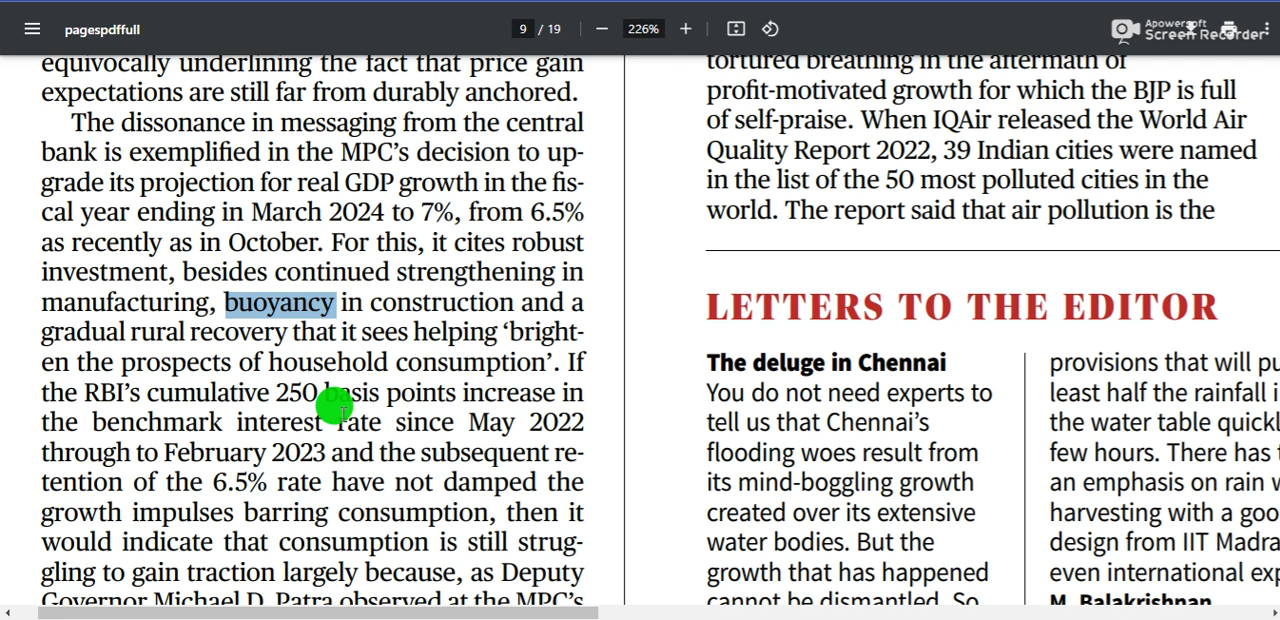 pagespdffull
9 / 19
226%
Apowersoft
Screen Recorder
equivocally underlining the fact that price gain
expectations are still far from durably anchored.
The dissonance in messaging from the central
bank is exemplified in the MPC's decision to up-
grade its projection for real GDP growth in the fis-
cal year ending in March 2024 to 7%, from 6.5%
as recently as in October. For this, it cites robust
investment, besides continued strengthening in
manufacturing, buoyancy in construction and a
gradual rural recovery that it sees helping ‘bright-
en the prospects of household consumption’. If
the RBI’s cumulative 250 basis points increase in
the benchmark interest rate since May 2022
through to February 2023 and the subsequent re-
tention of the 6.5% rate have not damped the
growth impulses barring consumption, then it
would indicate that consumption is still strug-
gling to gain traction largely because, as Deputy
Governor Michael D. Patra observed at the MPC’s
tortured breathing in the aftermath of
profit-motivated growth for which the BJP is full
of self-praise. When IQAir released the World Air
Quality Report 2022, 39 Indian cities were named
in the list of the 50 most polluted cities in the
world. The report said that air pollution is the
LETTERS TO THE EDITOR
The deluge in Chennai
You do not need experts to
tell us that Chennai’s
flooding woes result from
its mind-boggling growth
created over its extensive
water bodies. But the
growth that has happened
cannot be dismantled. So
provisions that will pu
least half the rainfall i
the water table quickl
few hours. There has t
an emphasis on rain w
harvesting with a goo
design from IIT Madra
even international exp
M. Balakrishnan